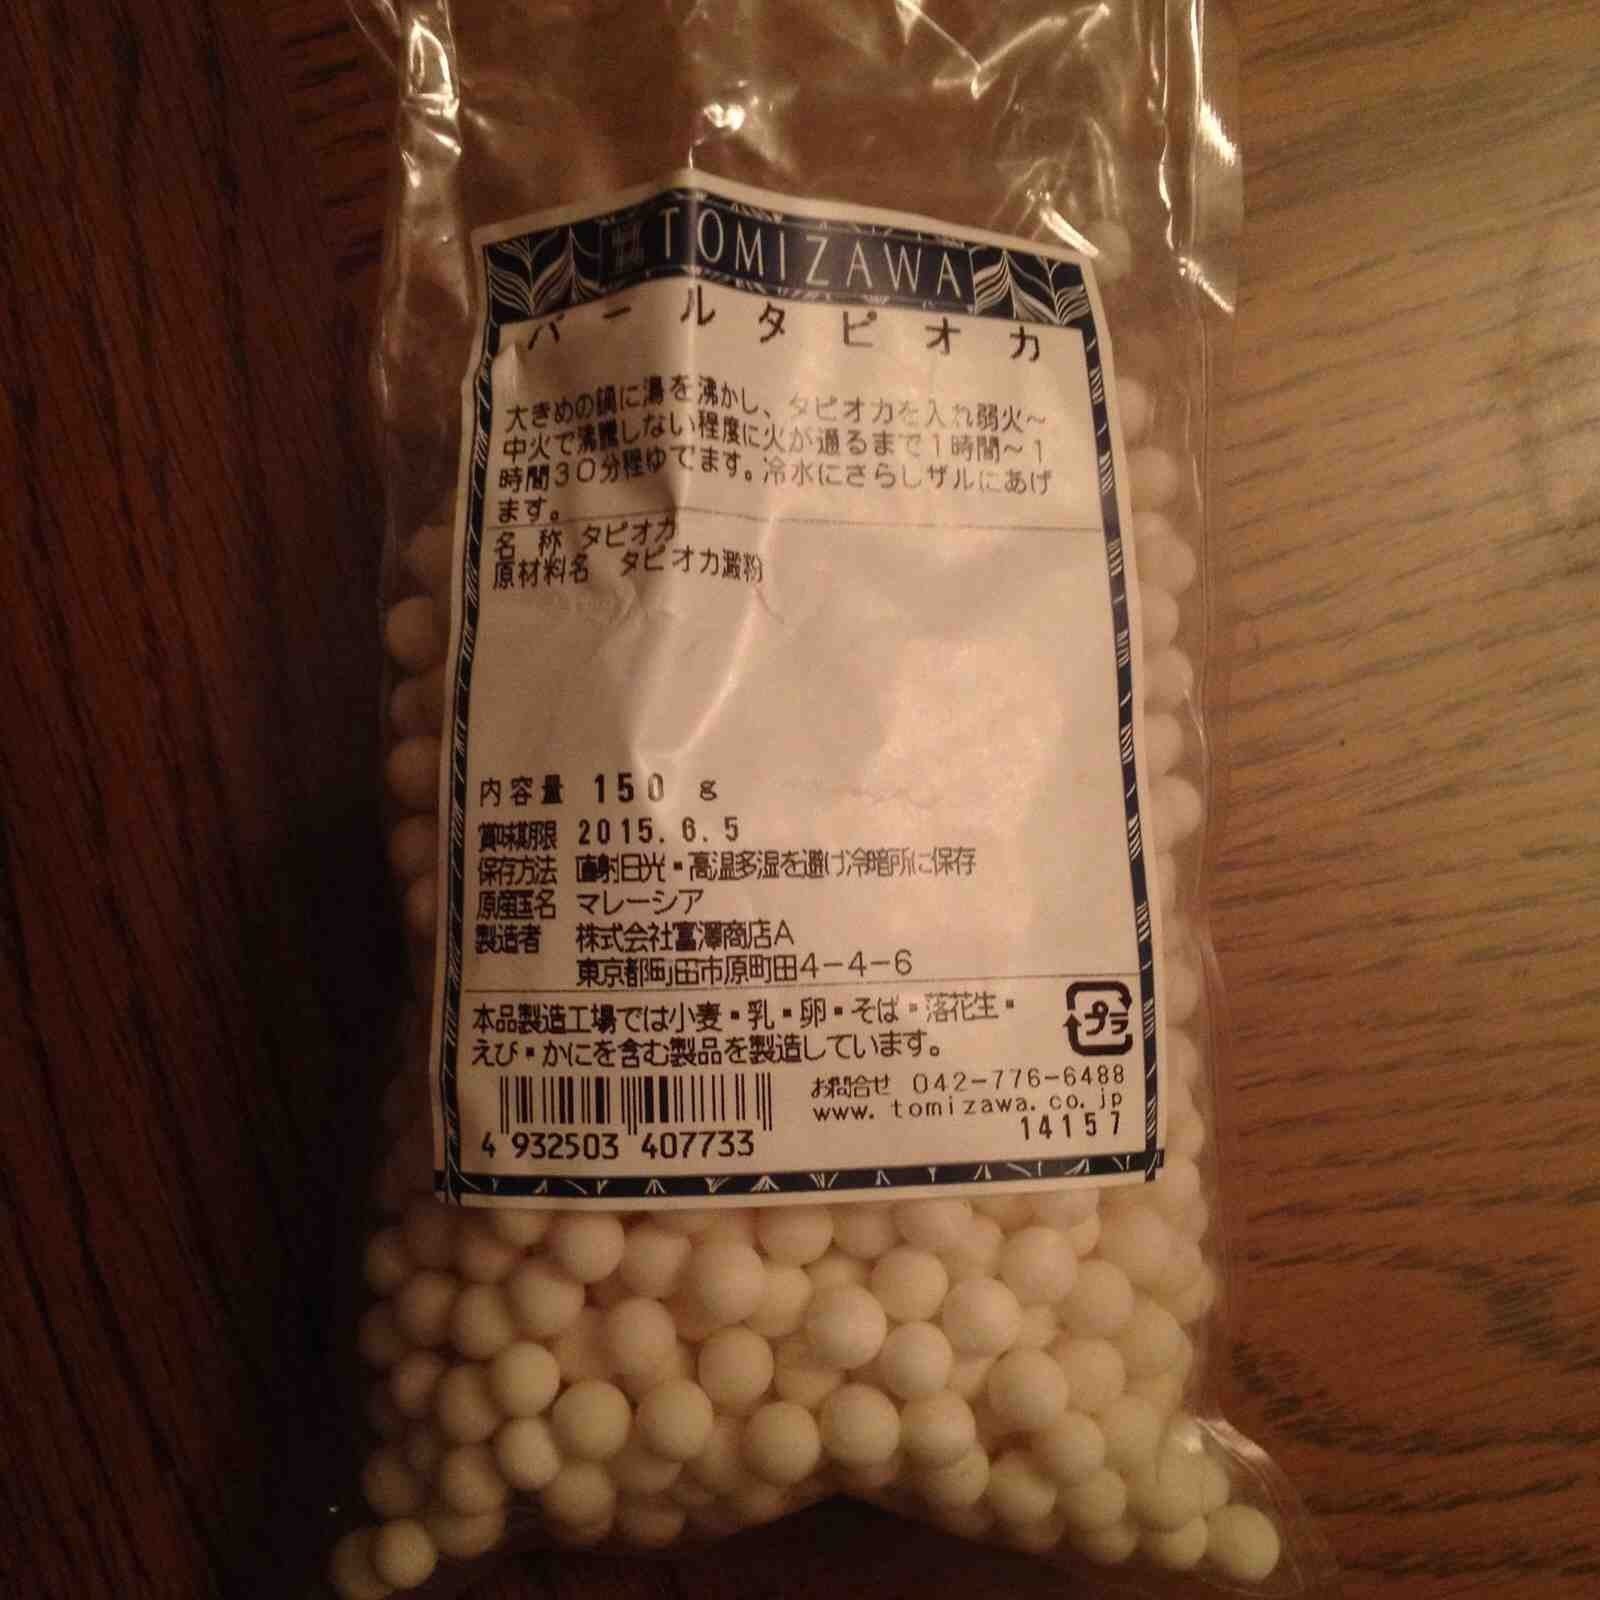 TOMIZAWA
パールタピオカ
大きめの鍋に湯を沸かし、タピオカを入れ弱火～
中火で沸騰しない程度に火が通るまで1時間～1
時間30分程ゆでます。冷水にさらしザルにあげ
ます。
名 称 タピオカ
原材料名 タピオカ澱粉
内容量 150 g
賞味期限 2015.6.5
保存方法 直射日光・高温多湿を避け冷暗所に保存
原産国名 マレーシア
製造者 株式会社富澤商店A
東京都町田市原町田4-4-6
本品製造工場では小麦・乳・卵・そば・落花生・
えび・かにを含む製品を製造しています。
プラ
お問合せ 042-776-6488
www.tomizawa.co.jp
14157
4 932503 407733